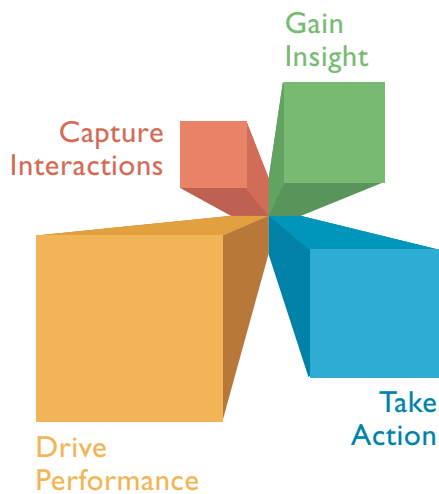 Gain
Insight
Capture
Interactions
Take
Action
Drive
Performance